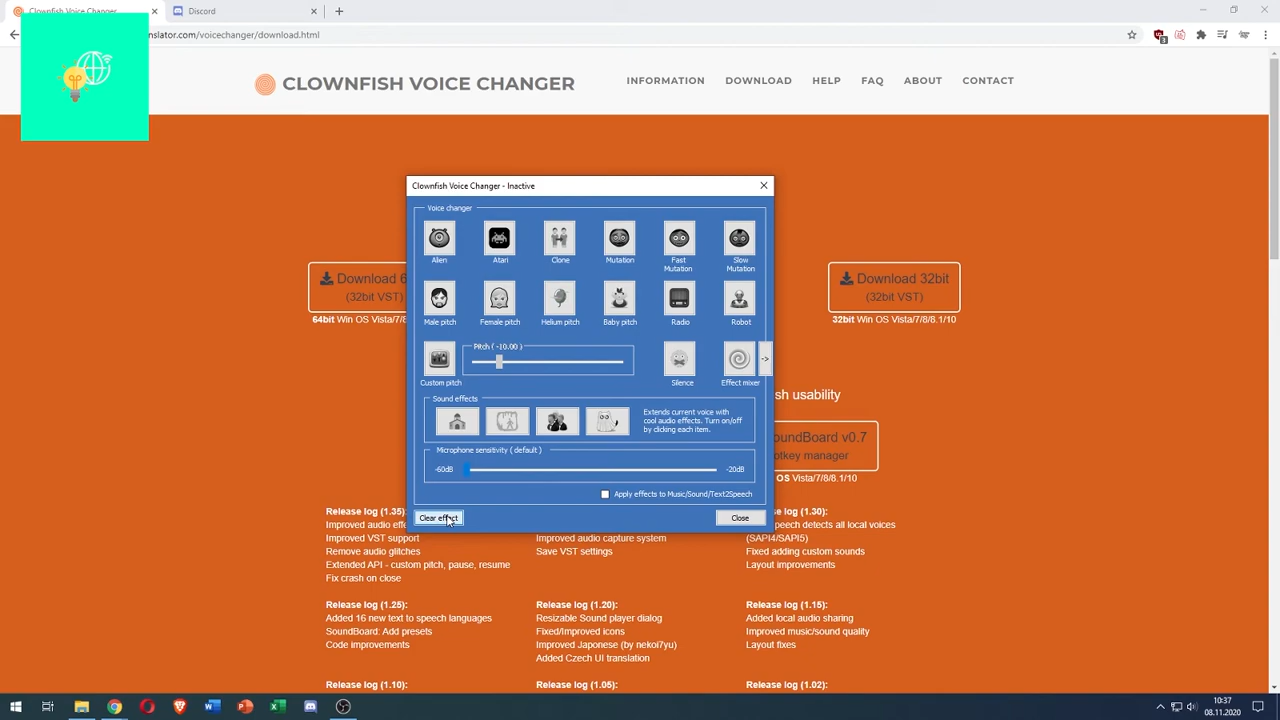 Clownfish Voice Changer
Discord
translator.com/voicechanger/download.html
3
CLOWNFISH VOICE CHANGER
INFORMATION
DOWNLOAD
HELP
FAQ
ABOUT
CONTACT
Clownfish Voice Changer - Inactive
Voice changer
Alien
Atari
Clone
Mutation
Fast
Mutation
Slow
Mutation
Male pitch
Female pitch
Helium pitch
Baby pitch
Radio
Robot
Custom pitch
Pitch ( -10.00 )
Silence
Effect mixer
->
Sound effects
Extends current voice with
cool audio effects. Turn on/off
by clicking each item.
Microphone sensitivity ( default )
-60dB
-20dB
Apply effects to Music/Sound/Text2Speech
Clear effect
Close
Download 6
(32bit VST)
64bit Win OS Vista/7/8
Download 32bit
(32bit VST)
32bit Win OS Vista/7/8/8.1/10
sh usability
oundBoard v0.7
otkey manager
OS Vista/7/8/8.1/10
Release log (1.35):
Improved audio effe
Improved VST support
Remove audio glitches
Extended API - custom pitch, pause, resume
Fix crash on close
Improved audio capture system
Save VST settings
se log (1.30):
peech detects all local voices
(SAPI4/SAPI5)
Fixed adding custom sounds
Layout improvements
Release log (1.25):
Added 16 new text to speech languages
SoundBoard: Add presets
Code improvements
Release log (1.20):
Resizable Sound player dialog
Fixed/Improved icons
Improved Japonese (by nekoi7yu)
Added Czech UI translation
Release log (1.15):
Added local audio sharing
Improved music/sound quality
Layout fixes
Release log (1.10):
Release log (1.05):
Release log (1.02):
10:37
08.11.2020